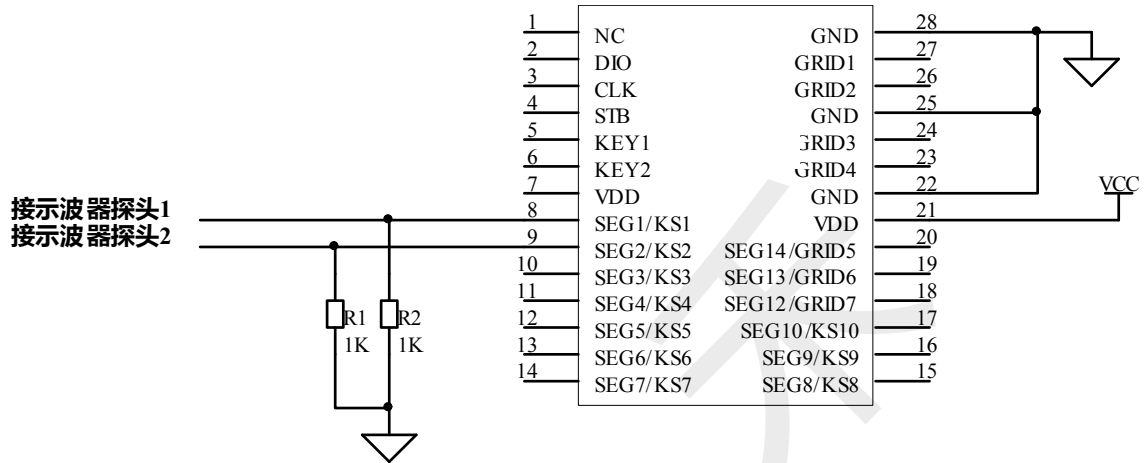 1 NC GND 28
2 DIO GRID1 27
3 CLK GRID2 26
4 STB GND 25
5 KEY1 GRID3 24
6 KEY2 GRID4 23
7 VDD GND 22
VCC
接示波器探头1 8 SEG1/KS1 VDD 21
接示波器探头2 9 SEG2/KS2 SEG14/GRID5 20
10 SEG3/KS3 SEG13/GRID6 19
11 SEG4/KS4 SEG12/GRID7 18
R1 R2 12 SEG5/KS5 SEG10/KS10 17
1K 1K 13 SEG6/KS6 SEG9/KS9 16
14 SEG7/KS7 SEG8/KS8 15